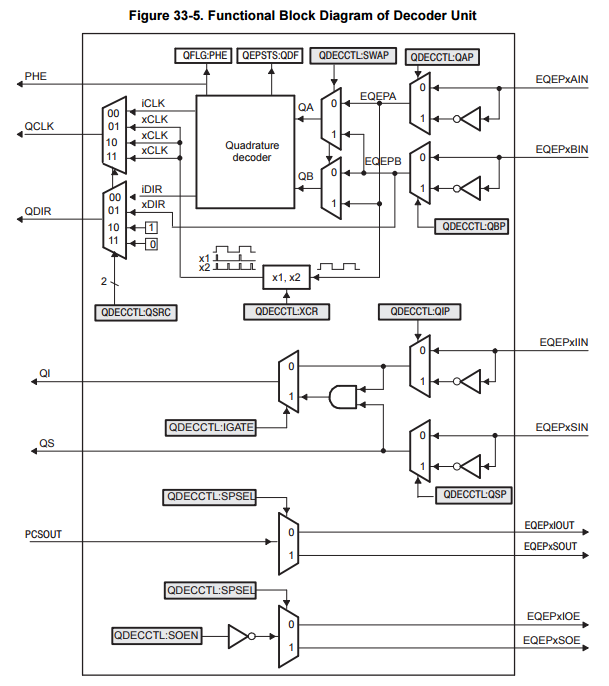 Figure 33-5. Functional Block Diagram of Decoder Unit
QFLG:PHE
QEPSTS:QDF
QDECCTL:SWAP
QDECCTL:QAP
PHE
EQEPxAIN
QCLK
00
01
10
11
iCLK
xCLK
xCLK
xCLK
Quadrature
decoder
QA
0
1
EQEPA
0
1
EQEPxBIN
QB
0
1
EQEPB
0
1
QDIR
00
01
10
11
iDIR
xDIR
1
0
QDECCTL:QBP
2
x1
x2
x1, x2
QDECCTL:QSRC
QDECCTL:XCR
QDECCTL:QIP
EQEPxIIN
QI
0
1
0
1
QDECCTL:IGATE
EQEPxSIN
QS
0
1
QDECCTL:QSP
QDECCTL:SPSEL
PCSOUT
0
1
EQEPxIOUT
EQEPxSOUT
QDECCTL:SPSEL
QDECCTL:SOEN
0
1
EQEPxIOE
EQEPxSOE